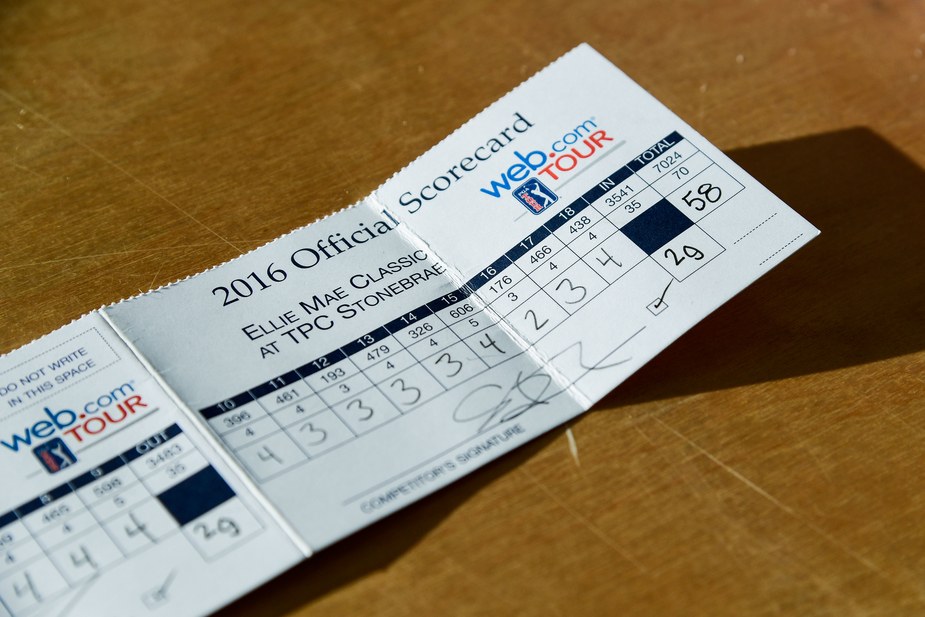 2016 Official Scorecard
ELLIE MAE CLASSIC
AT TPC STONEBRAE
web.com®
TOUR
10 11 12 13 14 15 16 17 18 IN TOTAL
396 461 193 479 326 606 176 466 438 3541 7024
4 4 3 4 4 5 3 4 4 35 70
4 3 3 3 3 4 2 3 4 29 58
COMPETITOR'S SIGNATURE
DO NOT WRITE
IN THIS SPACE
web.com®
TOUR
8 9 OUT
465 598 3483
4 4 5 35
4 4 4 29